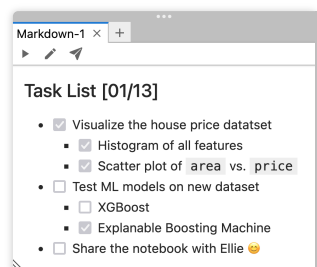 Markdown-1
Task List [01/13]
Visualize the house price datatset
Histogram of all features
Scatter plot of area vs. price
Test ML models on new dataset
XGBoost
Explanable Boosting Machine
Share the notebook with Ellie 😊